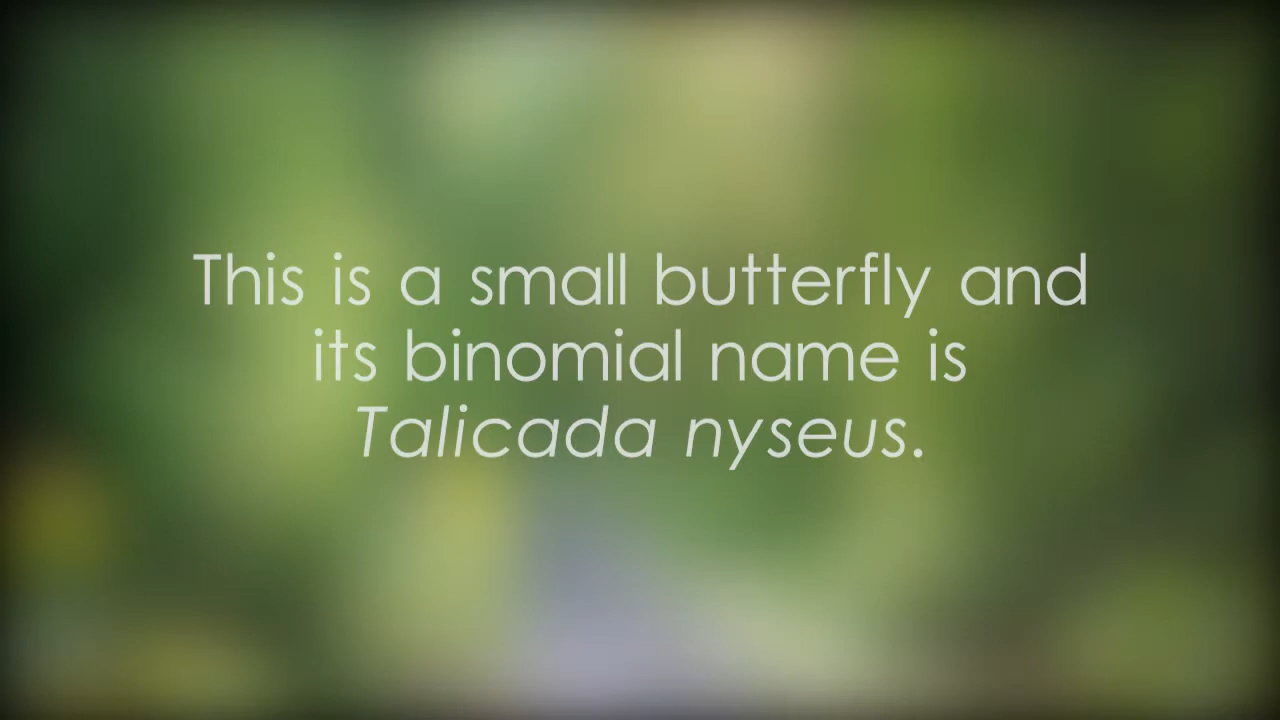 This is a small butterfly and
its binomial name is
Talicada nyseus.